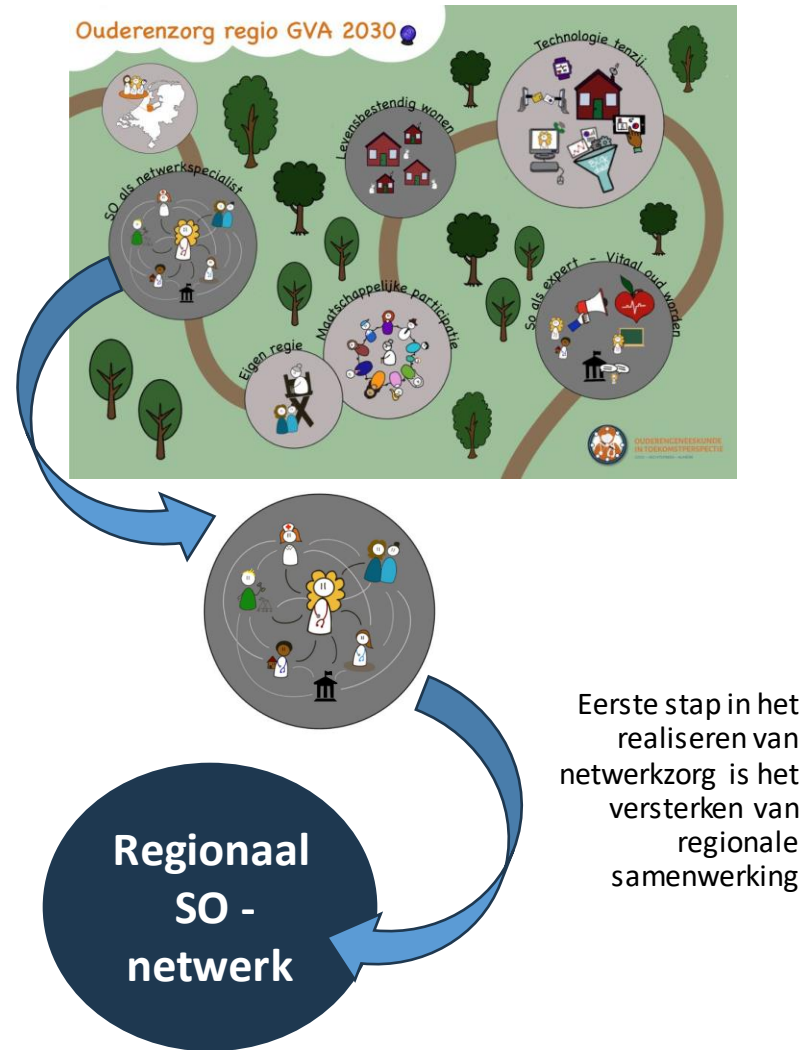 Ouderenzorg regio GVA 2030
Technologie tenzij...
Levensbestendig wonen
SO als netwerkspecialist
So als expert - Vitaal oud worden
Maatschappelijke participatie
Eigen regie
OUDERENGENEESKUNDE
IN TOEKOMSTPERSPECTIEF
Eerste stap in het
realiseren van
netwerkzorg is het
versterken van
regionale
samenwerking
Regionaal
SO -
netwerk